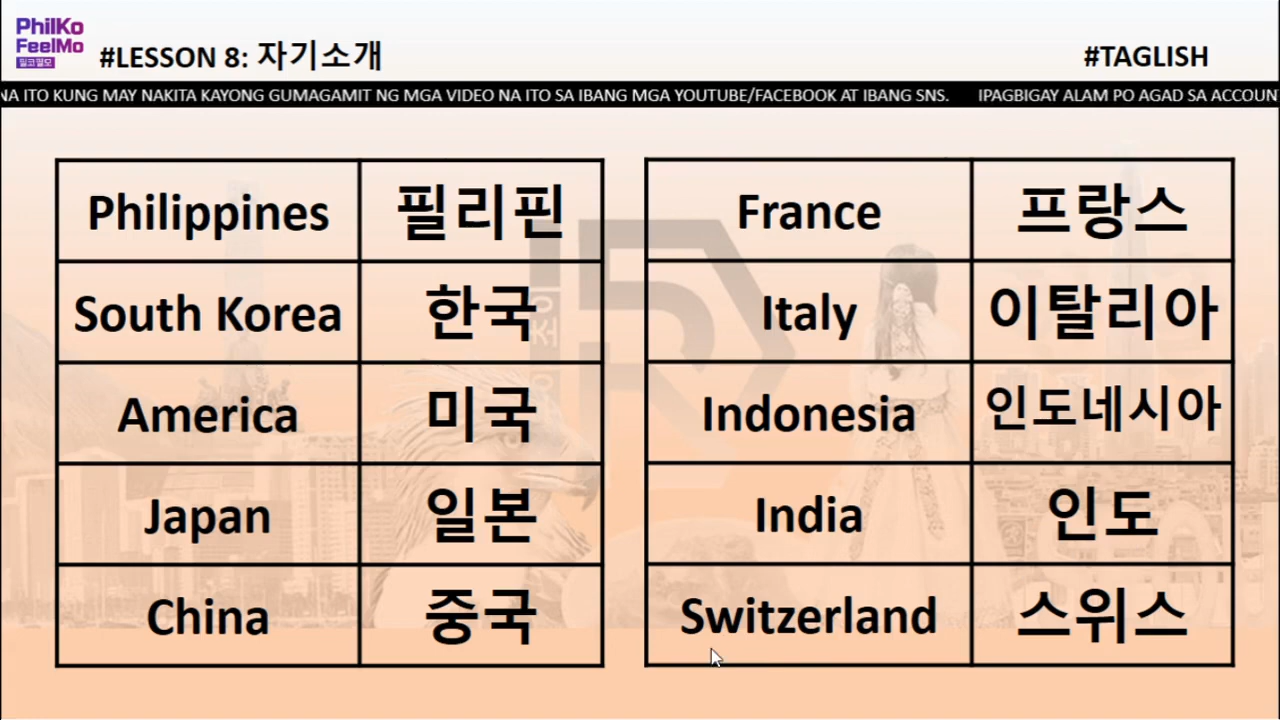 PhilKo
FeelMo
필코필모
#LESSON 8: 자기소개
#TAGLISH
NA ITO KUNG MAY NAKITA KAYONG GUMAGAMIT NG MGA VIDEO NA ITO SA IBANG MGA YOUTUBE/FACEBOOK AT IBANG SNS. IPAGBIGAY ALAM PO AGAD SA ACCOUN
Philippines 필리핀
South Korea 한국
America 미국
Japan 일본
China 중국
France 프랑스
Italy 이탈리아
Indonesia 인도네시아
India 인도
Switzerland 스위스